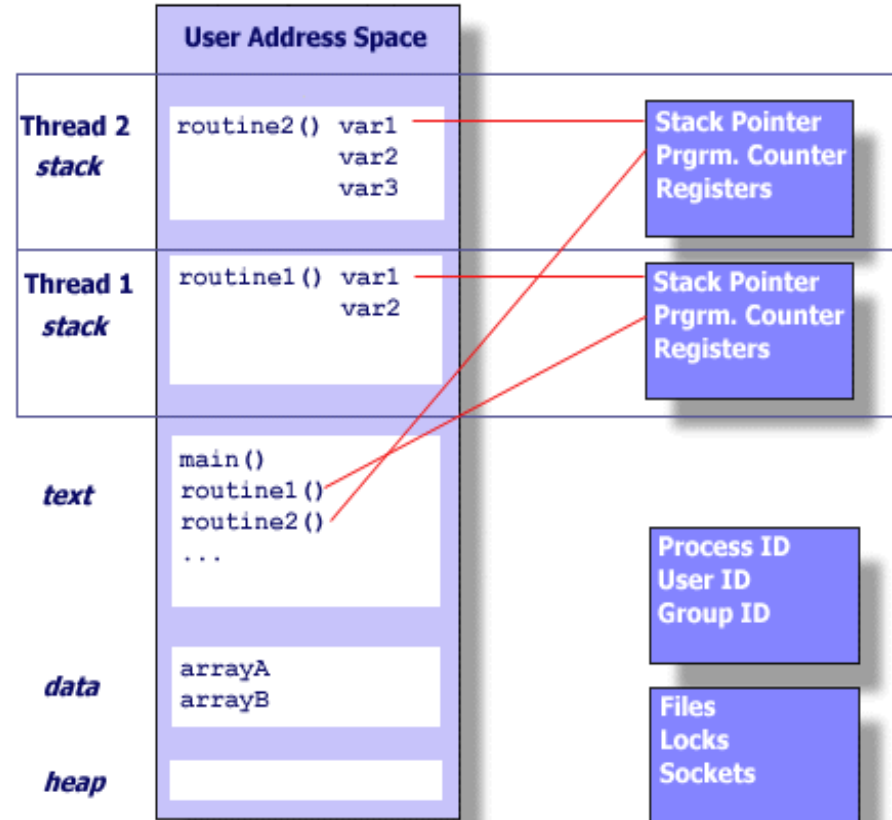 User Address Space
Thread 2
stack
routine2() var1
var2
var3
Stack Pointer
Prgrm. Counter
Registers
Thread 1
stack
routine1() var1
var2
Stack Pointer
Prgrm. Counter
Registers
text
main()
routine1()
routine2()
...
Process ID
User ID
Group ID
data
arrayA
arrayB
Files
Locks
Sockets
heap